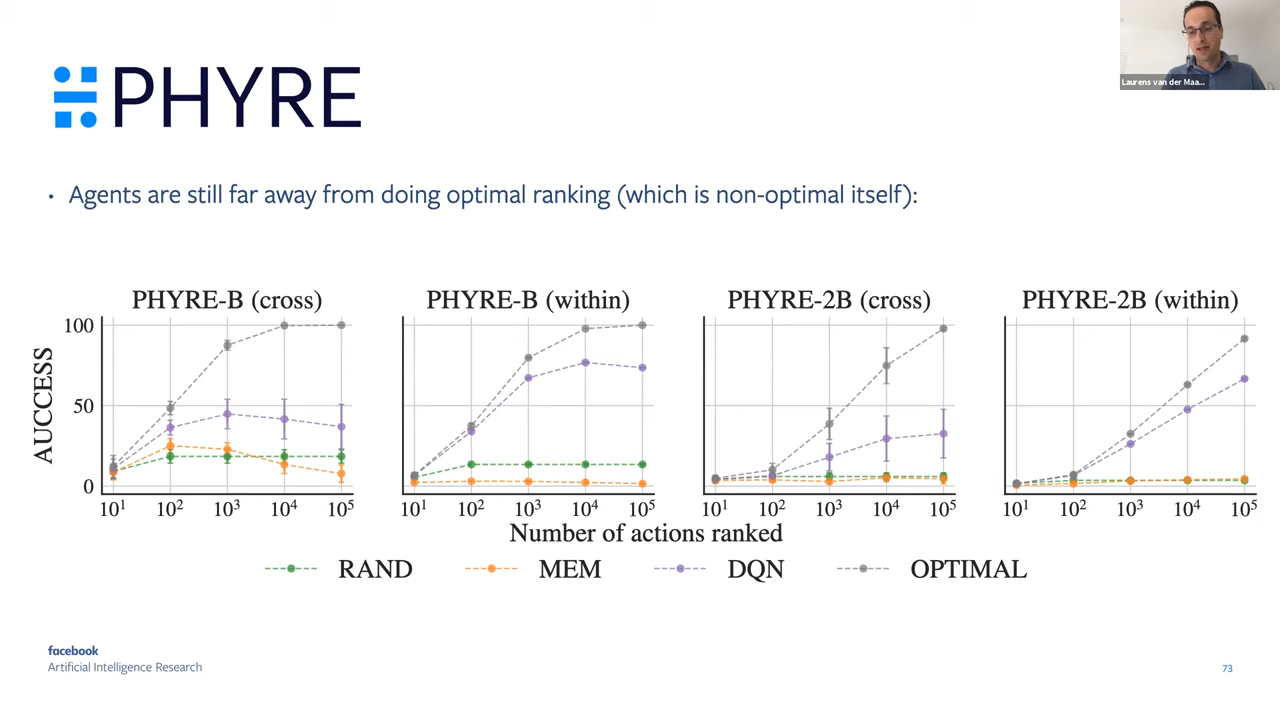 Laurens van der Maa...
PHYRE
• Agents are still far away from doing optimal ranking (which is non-optimal itself):
PHYRE-B (cross) PHYRE-B (within) PHYRE-2B (cross) PHYRE-2B (within)
AUCCESS
100
50
0
10¹ 10² 10³ 10⁴ 10⁵ 10¹ 10² 10³ 10⁴ 10⁵ 10¹ 10² 10³ 10⁴ 10⁵ 10¹ 10² 10³ 10⁴ 10⁵
Number of actions ranked
RAND MEM DQN OPTIMAL
facebook
Artificial Intelligence Research
73